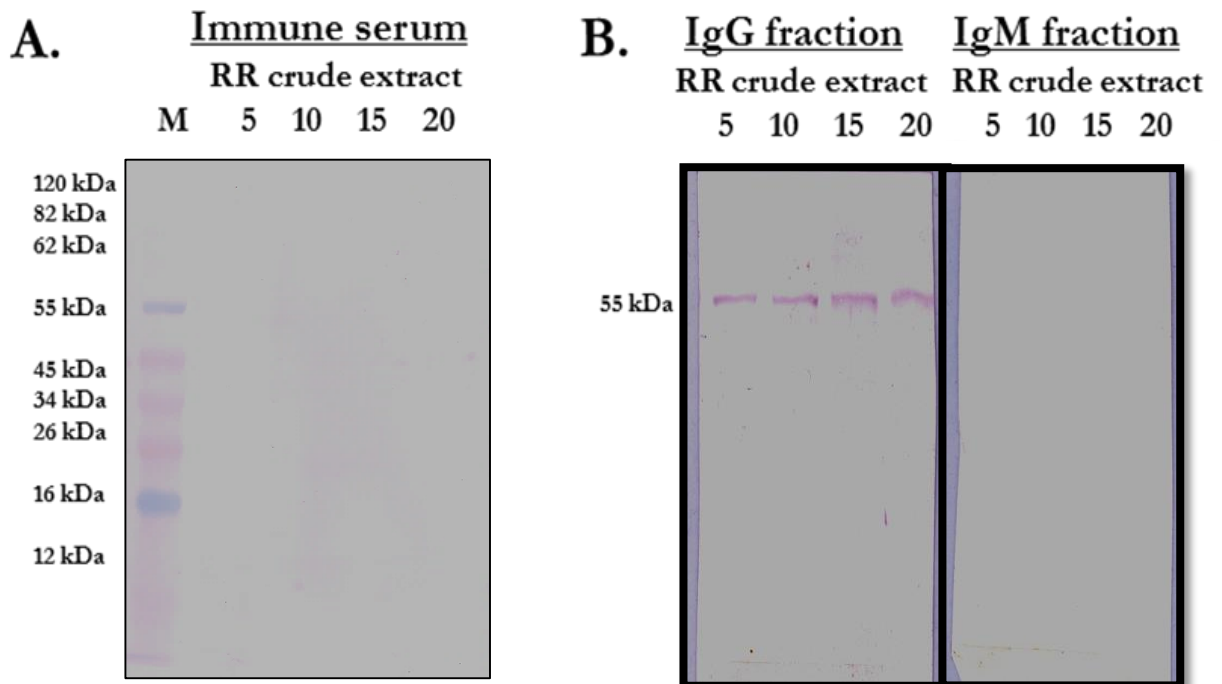 A.
Immune serum
RR crude extract
M 5 10 15 20
120 kDa
82 kDa
62 kDa
55 kDa
45 kDa
34 kDa
26 kDa
16 kDa
12 kDa
B.
IgG fraction IgM fraction
RR crude extract RR crude extract
5 10 15 20 5 10 15 20
55 kDa